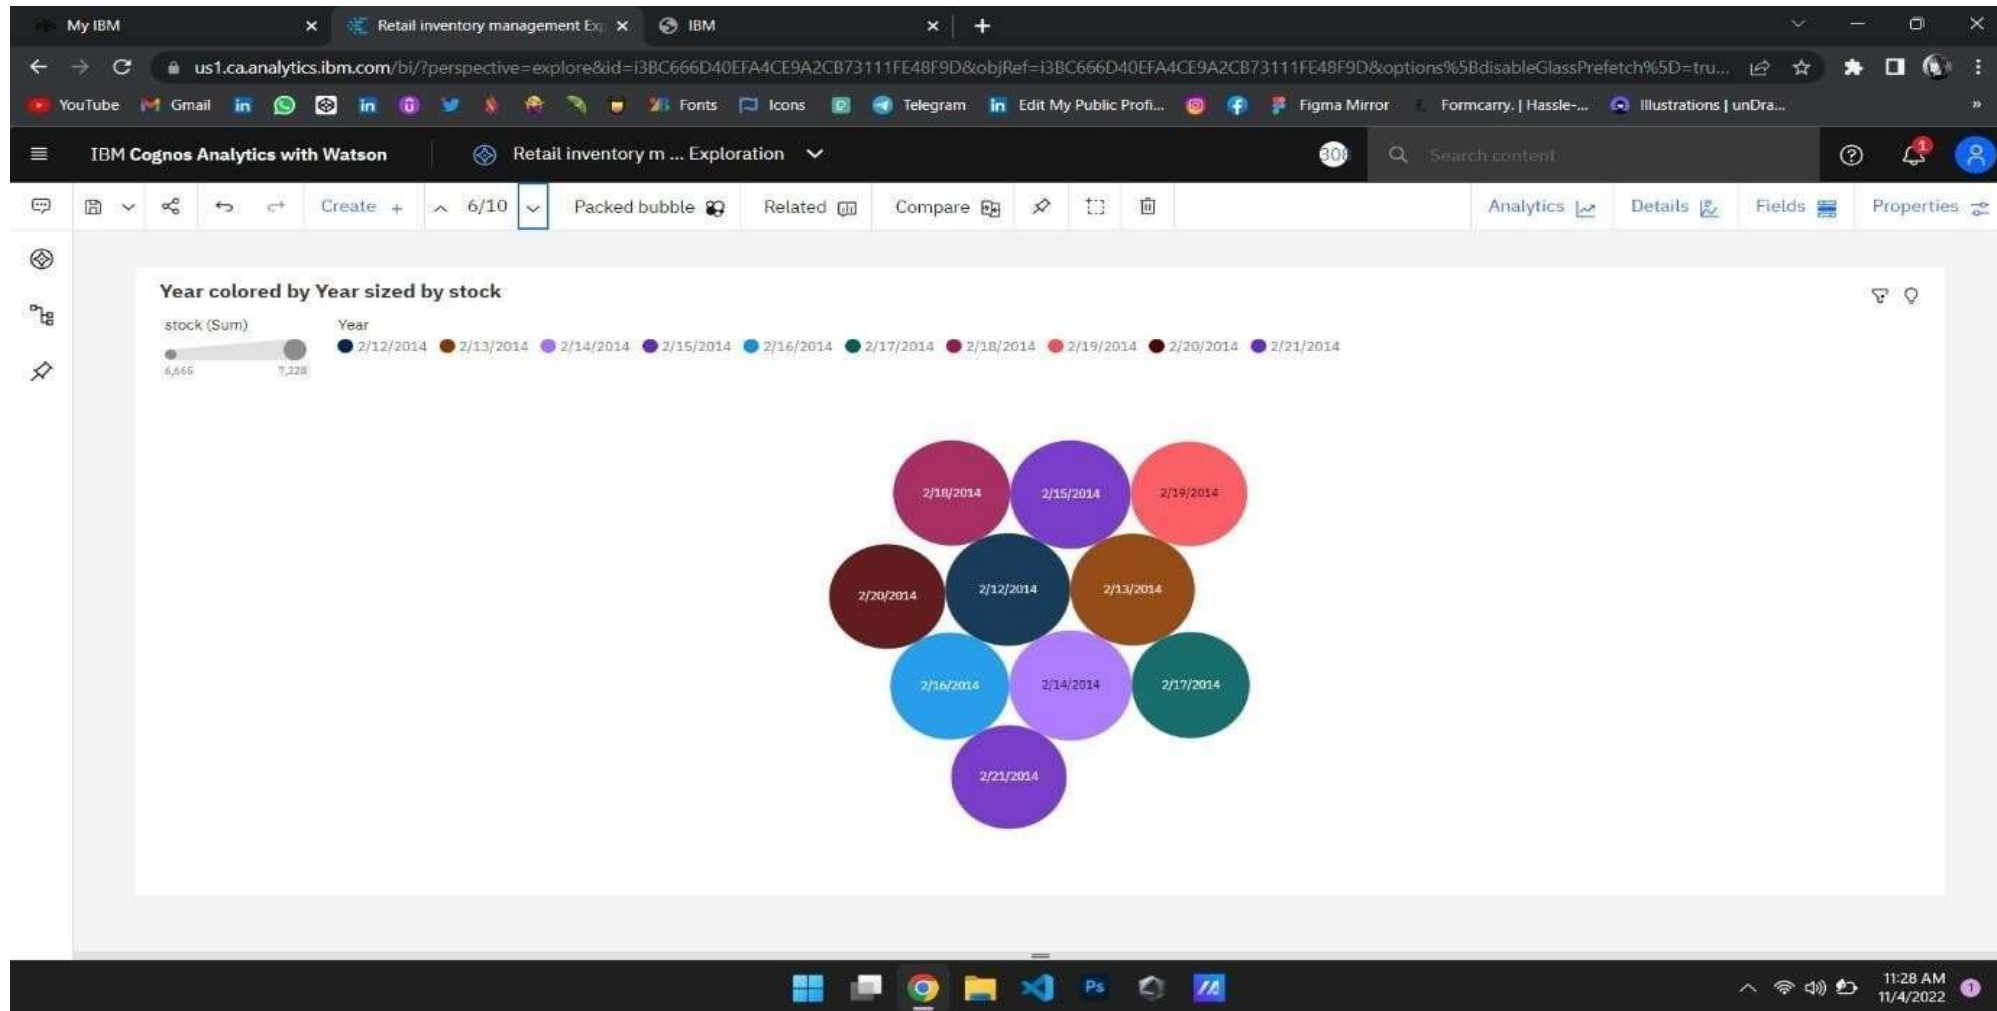 My IBM
Retail inventory management Ex
IBM
us1.ca.analytics.ibm.com/bi/?perspective=explore&id=i3BC666D40EFA4CE9A2CB73111FE48F9D&objRef=i3BC666D40EFA4CE9A2CB73111FE48F9D&options%5BdisableGlassPrefetch%5D=tru...
YouTube Gmail Fonts Icons Telegram Edit My Public Profi... Figma Mirror Formcarry. | Hassle-... Illustrations | unDra... »
IBM Cognos Analytics with Watson Retail inventory m ... Exploration Search content 1
Create + 6/10 Packed bubble Related Compare Analytics Details Fields Properties
Year colored by Year sized by stock
stock (Sum) Year
2/12/2014 2/13/2014 2/14/2014 2/15/2014 2/16/2014 2/17/2014 2/18/2014 2/19/2014 2/20/2014 2/21/2014
6,665 7,228
2/18/2014 2/15/2014 2/19/2014
2/20/2014 2/12/2014 2/13/2014
2/16/2014 2/14/2014 2/17/2014
2/21/2014
Ps
11:28 AM
11/4/2022
1